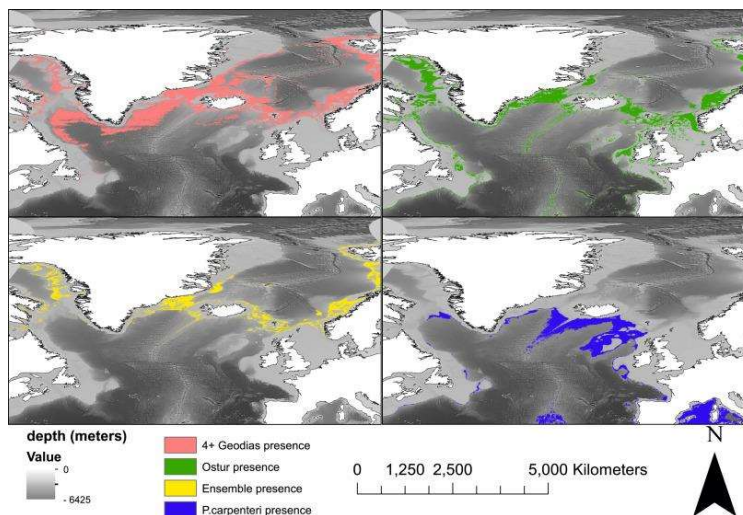 N
depth (meters)
Value
0
- 6425
4+ Geodias presence
Ostur presence
Ensemble presence
P.carpenteri presence
0 1,250 2,500 5,000 Kilometers